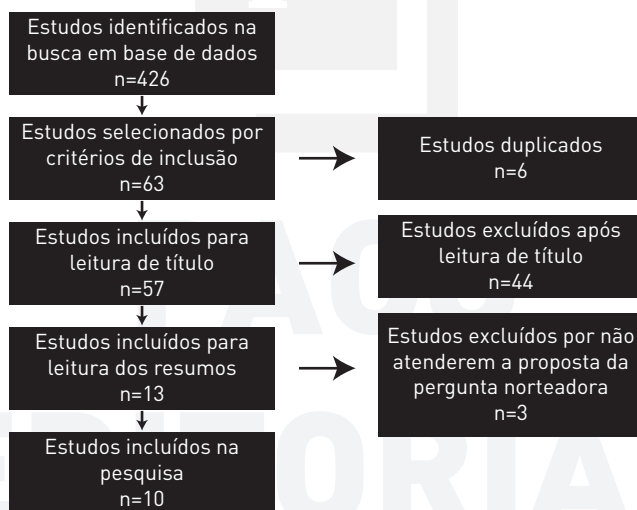 Estudos identificados na
busca em base de dados
n=426
Estudos selecionados por
critérios de inclusão
n=63
Estudos duplicados
n=6
Estudos incluídos para
leitura de título
n=57
Estudos excluídos após
leitura de título
n=44
Estudos incluídos para
leitura dos resumos
n=13
Estudos excluídos por não
atenderem a proposta da
pergunta norteadora
n=3
Estudos incluídos na
pesquisa
n=10